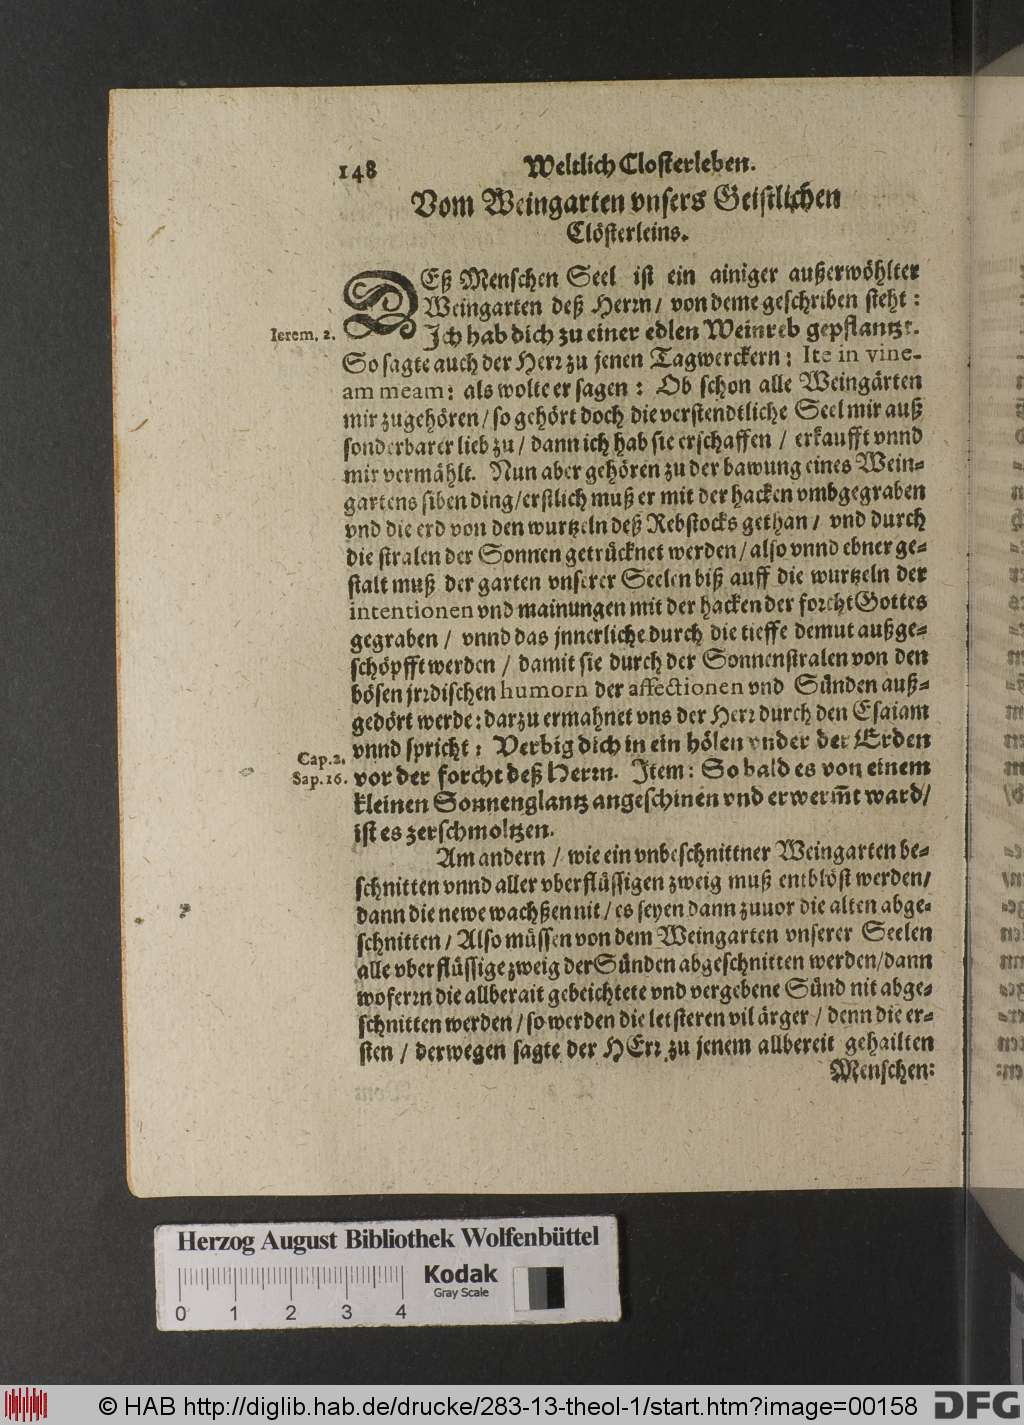 148 Weltlich Closterleben.
Vom Weingarten vnsers Geistlichen
Clösterleins.
DEß Menschen Seel ist ein ainiger außerwöhlter
Weingarten deß Herrn / von deme geschriben steht:
Ierem. 2.
Jch hab dich zu einer edlen Weinreb gepflantzt.
So sagte auch der Herr zu jenen Tagwerckern: Ite in vine-
am meam: als wolte er sagen: Ob schon alle Weingärten
mir zugehören / so gehört doch die verstendtliche Seel mir auß
sonderbarer lieb zu / dann ich hab sie erschaffen / erkaufft vnnd
mir vermählt. Nun aber gehören zu der bawung eines Wein-
gartens siben ding / erstlich muß er mit der hacken vmbgegraben
vnd die erd von den wurtzeln deß Rebstocks gethan / vnd durch
die stralen der Sonnen getrücknet werden / also vnnd ebner ge-
stalt muß der garten vnserer Seelen biß auff die wurtzeln der
intentionen vnd mainungen mit der hacken der forcht Gottes
gegraben / vnnd das jnnerliche durch die tieffe demut außge-
schöpfft werden / damit sie durch der Sonnenstralen von den
bösen jrrdischen humorn der affectionen vnd Sünden auß-
gedört werde: darzu ermahnet vns der Herr durch den Esaiam
Cap. 2.
vnnd spricht: Verbig dich in ein hölen vnder der Erden
Sap. 16.
vor der forcht deß Herrn. Jtem: So bald es von einem
kleinen Sonnenglantz angeschinen vnd erwermt̃ ward /
ist es zerschmoltzen.
Am andern / wie ein vnbeschnittner Weingarten be-
schnitten vnnd aller vberflüssigen zweig muß entblöst werden /
dann die newe wachßen nit / es seyen dann zuuor die alten abge-
schnitten / Also müssen von dem Weingarten vnserer Seelen
alle vberflüssige zweig der Sünden abgeschnitten werden / dann
woferrn die allberait gebeichtete vnd vergebene Sünd nit abge-
schnitten werden / so werden die letsteren vil ärger / denn die er-
sten / derwegen sagte der HErr zu jenem allbereit gehailten
Menschen:
Herzog August Bibliothek Wolfenbüttel
Kodak
Gray Scale
0 1 2 3 4
© HAB http://diglib.hab.de/drucke/283-13-theol-1/start.htm?image=00158
DFG